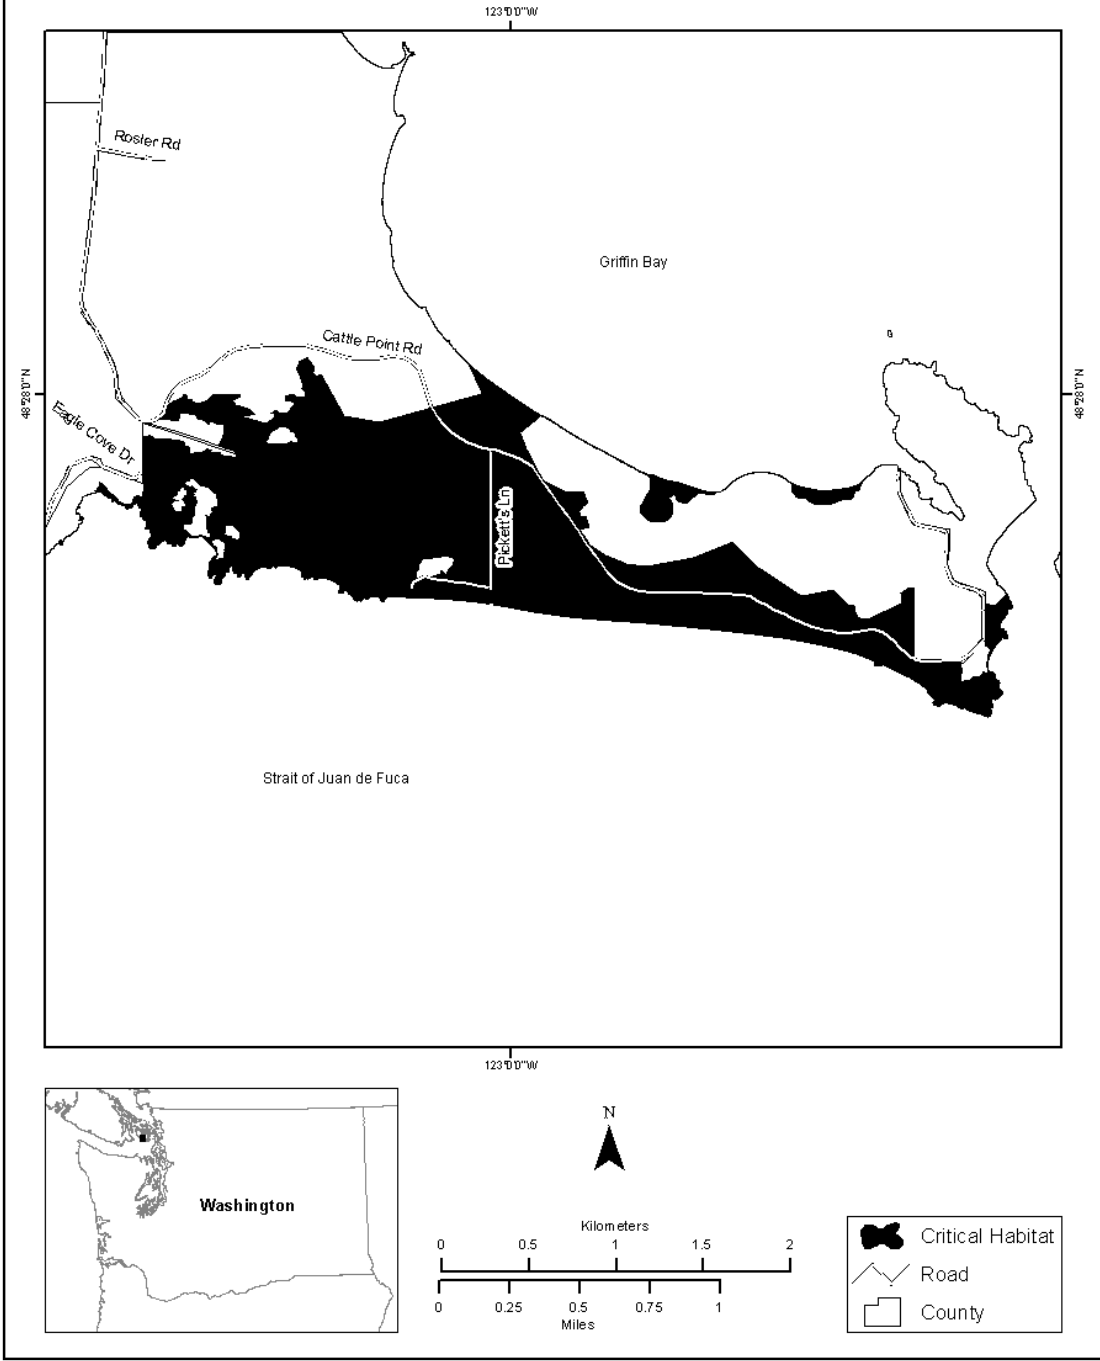 123°0'0"W
Roster Rd
Griffin Bay
Cattle Point Rd
48°28'0"N
48°28'0"N
Eagle Cove Dr
Pickett's Ln
Strait of Juan de Fuca
123°0'0"W
N
Washington
Kilometers
0 0.5 1 1.5 2
0 0.25 0.5 0.75 1
Miles
Critical Habitat
Road
County